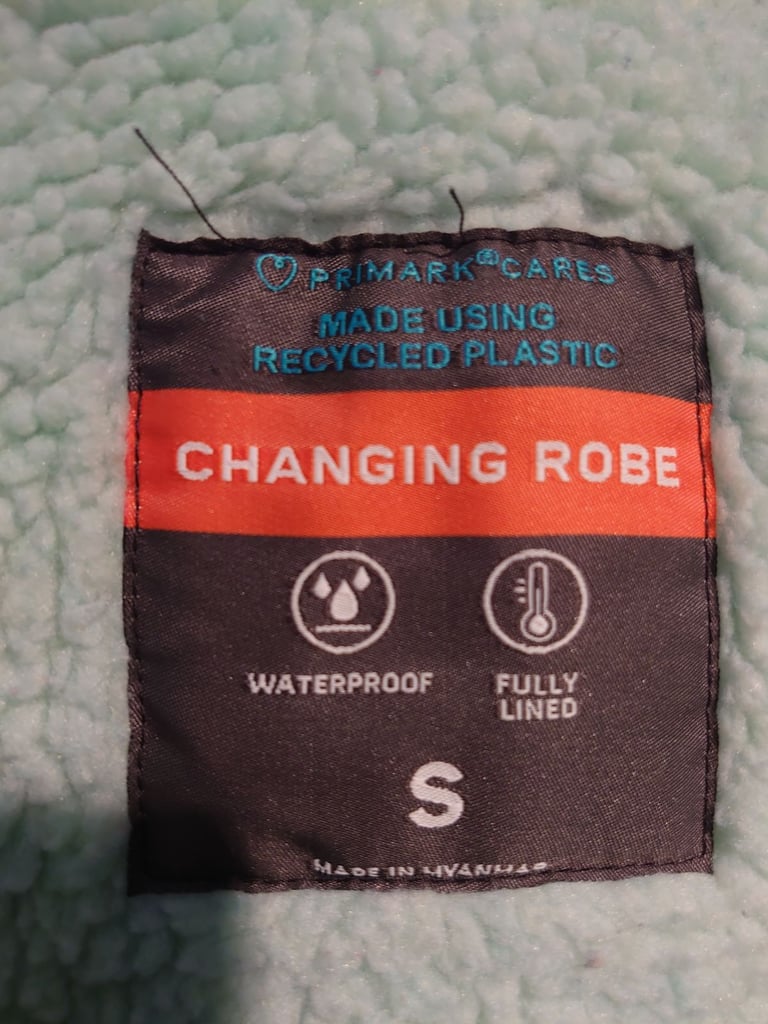 PRIMARK® CARES
MADE USING
RECYCLED PLASTIC
CHANGING ROBE
WATERPROOF
FULLY
LINED
S
MADE IN MYANMAR